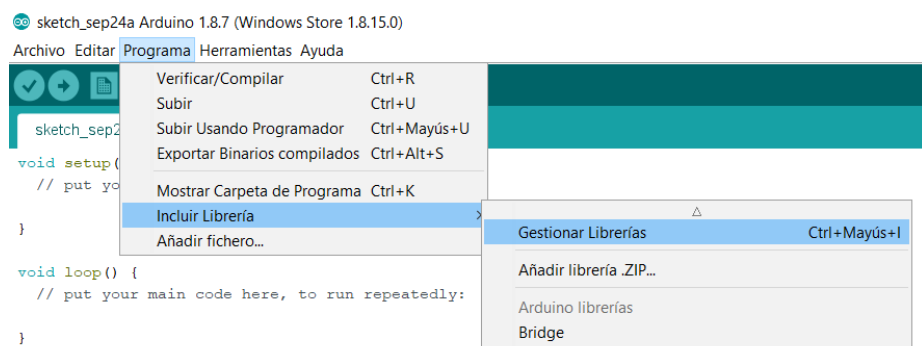 sketch_sep24a Arduino 1.8.7 (Windows Store 1.8.15.0)
Archivo Editar Programa Herramientas Ayuda
Verificar/Compilar Ctrl+R
Subir Ctrl+U
Subir Usando Programador Ctrl+Mayús+U
Exportar Binarios compilados Ctrl+Alt+S
Mostrar Carpeta de Programa Ctrl+K
Incluir Librería
Añadir fichero...
Gestionar Librerías Ctrl+Mayús+I
Añadir librería .ZIP...
Arduino librerías
Bridge
sketch_sep2
void setup(
// put yo
}
void loop() {
// put your main code here, to run repeatedly:
}